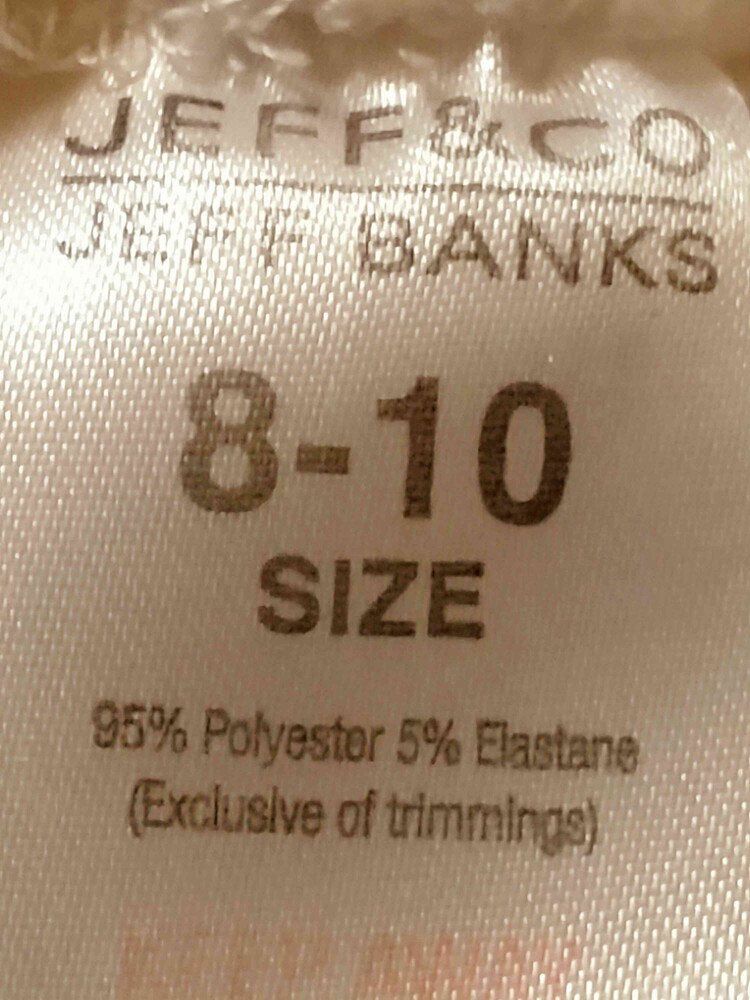 JEFF&CO
JEFF BANKS
8-10
SIZE
95% Polyester 5% Elastane
(Exclusive of trimmings)